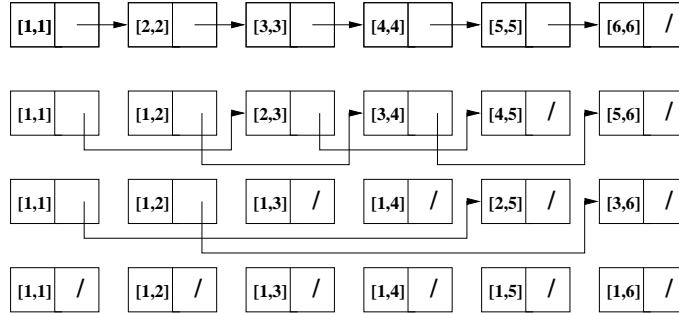 [1,1] [2,2] [3,3] [4,4] [5,5] [6,6] /
[1,1] [1,2] [2,3] [3,4] [4,5] / [5,6] /
[1,1] [1,2] [1,3] / [1,4] / [2,5] / [3,6] /
[1,1] / [1,2] / [1,3] / [1,4] / [1,5] / [1,6] /